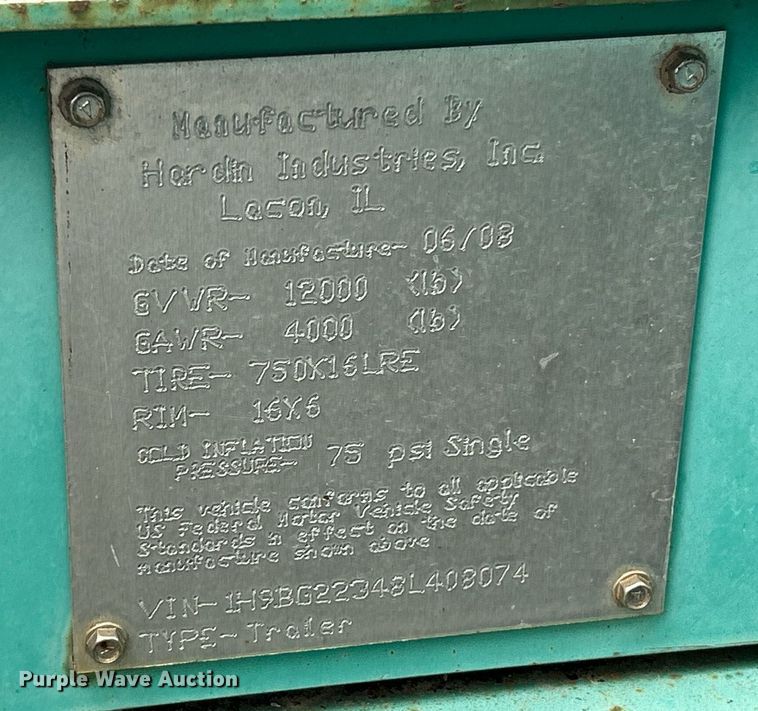 Manufactured By
Hardin Industries, Inc.
Lacon, IL
Date of Manufacture- 06/08
GVWR- 12000 (lb)
GAWR- 4000 (lb)
TIRE- 750X16LRE
RIM- 16X6
COLD INFLATION
PRESSURE- 75 psi Single
This vehicle conforms to all applicable
US Federal Motor Vehicle Safety
Standards in effect on the date of
manufacture shown above
VIN- 1H9BG22348L408074
TYPE- Trailer
Purple Wave Auction